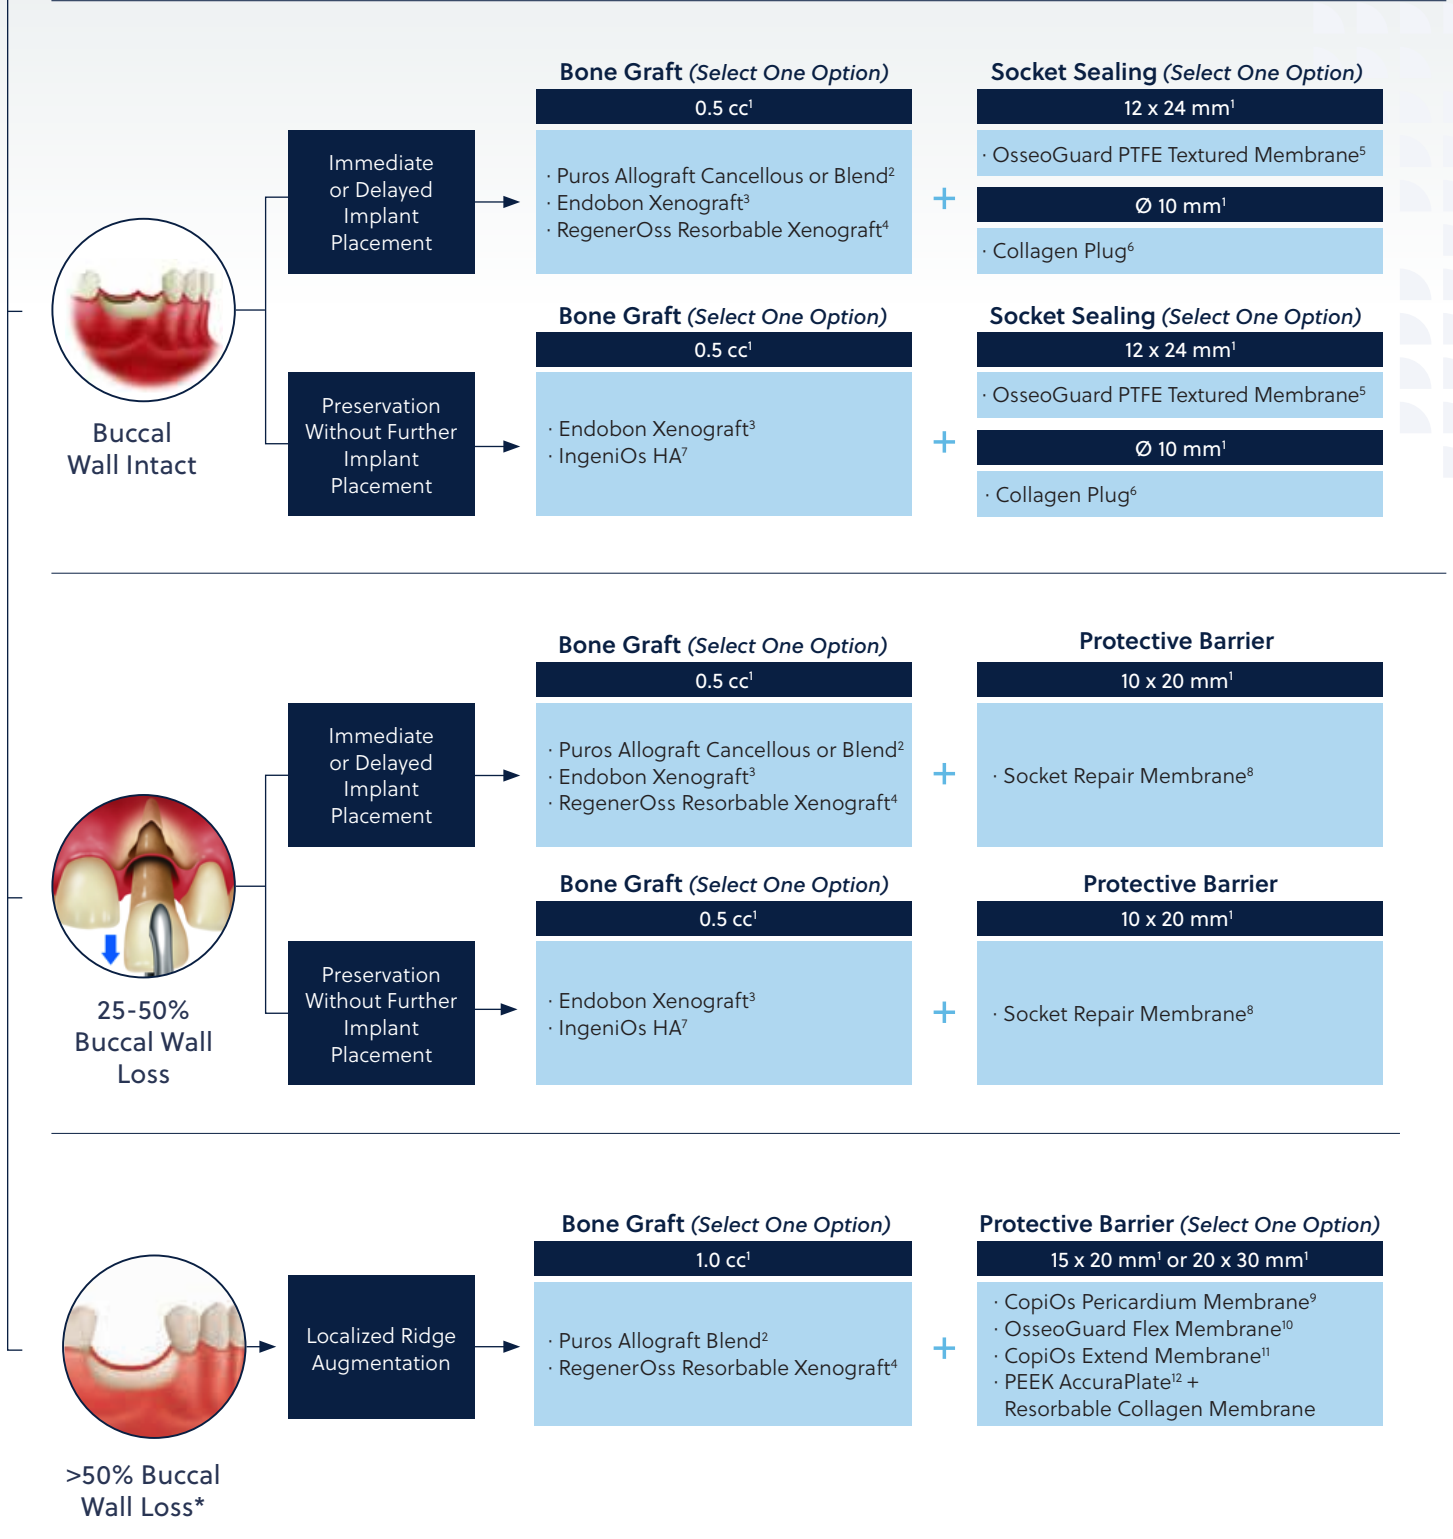 Bone Graft (Select One Option)
0.5 cc¹
Socket Sealing (Select One Option)
12 x 24 mm¹
Immediate
or Delayed
Implant
Placement
· Puros Allograft Cancellous or Blend²
· Endobon Xenograft³
· RegenerOss Resorbable Xenograft⁴
+
· OsseoGuard PTFE Textured Membrane⁵
Ø 10 mm¹
· Collagen Plug⁶
Buccal
Wall Intact
Bone Graft (Select One Option)
0.5 cc¹
Socket Sealing (Select One Option)
12 x 24 mm¹
Preservation
Without Further
Implant
Placement
· Endobon Xenograft³
· IngeniOs HA⁷
+
· OsseoGuard PTFE Textured Membrane⁵
Ø 10 mm¹
· Collagen Plug⁶
Bone Graft (Select One Option)
0.5 cc¹
Protective Barrier
10 x 20 mm¹
Immediate
or Delayed
Implant
Placement
· Puros Allograft Cancellous or Blend²
· Endobon Xenograft³
· RegenerOss Resorbable Xenograft⁴
+
· Socket Repair Membrane⁸
25-50%
Buccal Wall
Loss
Bone Graft (Select One Option)
0.5 cc¹
Protective Barrier
10 x 20 mm¹
Preservation
Without Further
Implant
Placement
· Endobon Xenograft³
· IngeniOs HA⁷
+
· Socket Repair Membrane⁸
Bone Graft (Select One Option)
1.0 cc¹
Protective Barrier (Select One Option)
15 x 20 mm¹ or 20 x 30 mm¹
>50% Buccal
Wall Loss*
Localized Ridge
Augmentation
· Puros Allograft Blend²
· RegenerOss Resorbable Xenograft⁴
+
· CopiOs Pericardium Membrane⁹
· OsseoGuard Flex Membrane¹⁰
· CopiOs Extend Membrane¹¹
· PEEK AccuraPlate¹² +
Resorbable Collagen Membrane